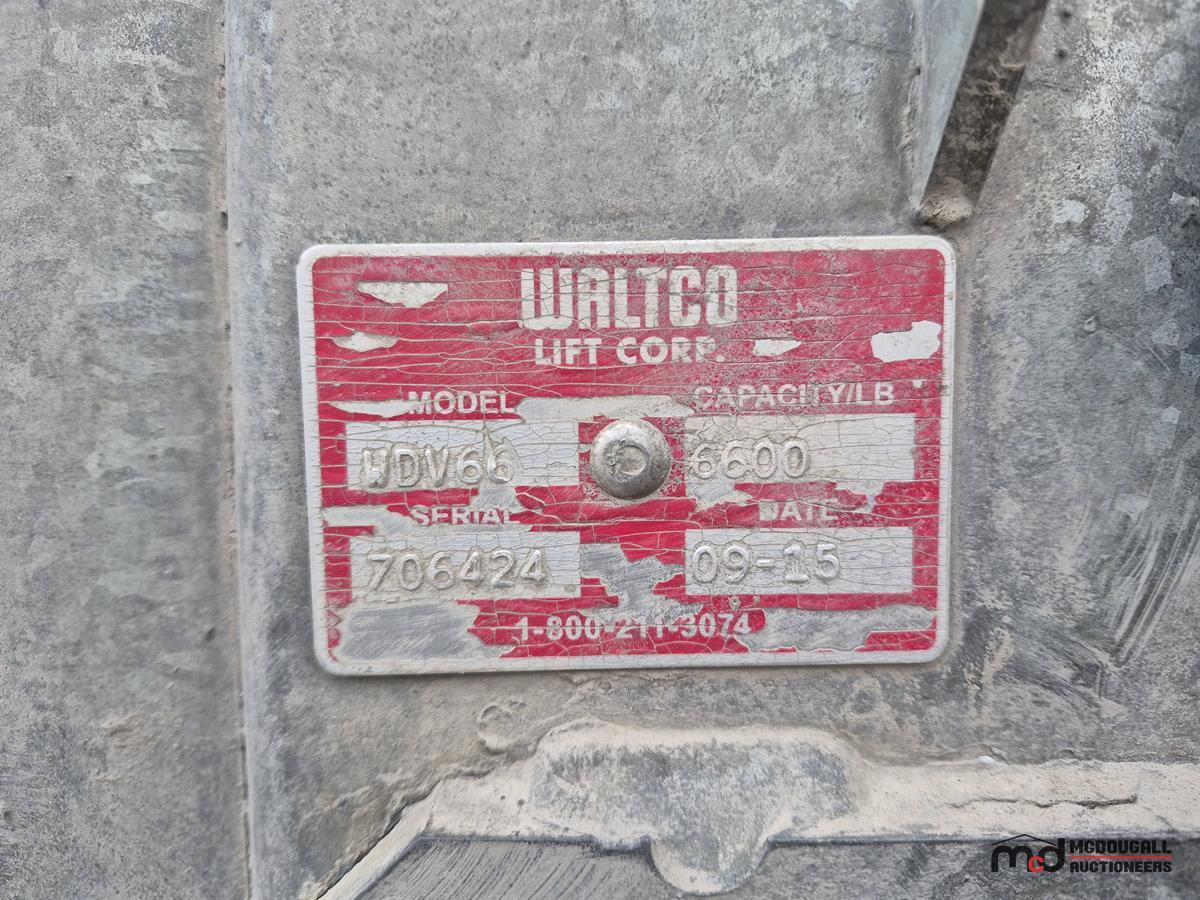 WALTCO
LIFT CORP.
MODEL CAPACITY/LB
WDV66 6600
SERIAL DATE
706424 09-15
1-800-211-3074
mcd MCDOUGALL
AUCTIONEERS